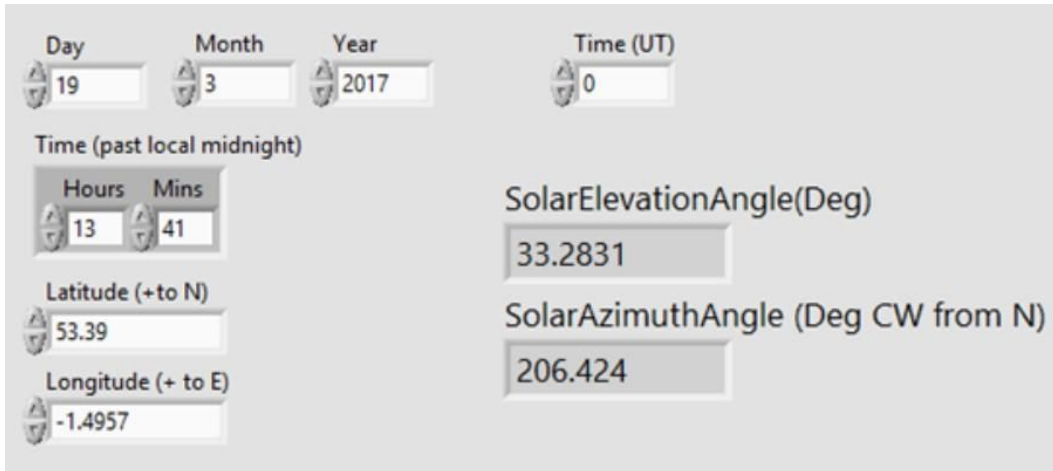 Day Month Year Time (UT)
19 3 2017 0
Time (past local midnight)
Hours Mins
13 41
SolarElevationAngle(Deg)
33.2831
Latitude (+to N)
53.39
SolarAzimuthAngle (Deg CW from N)
206.424
Longitude (+ to E)
-1.4957